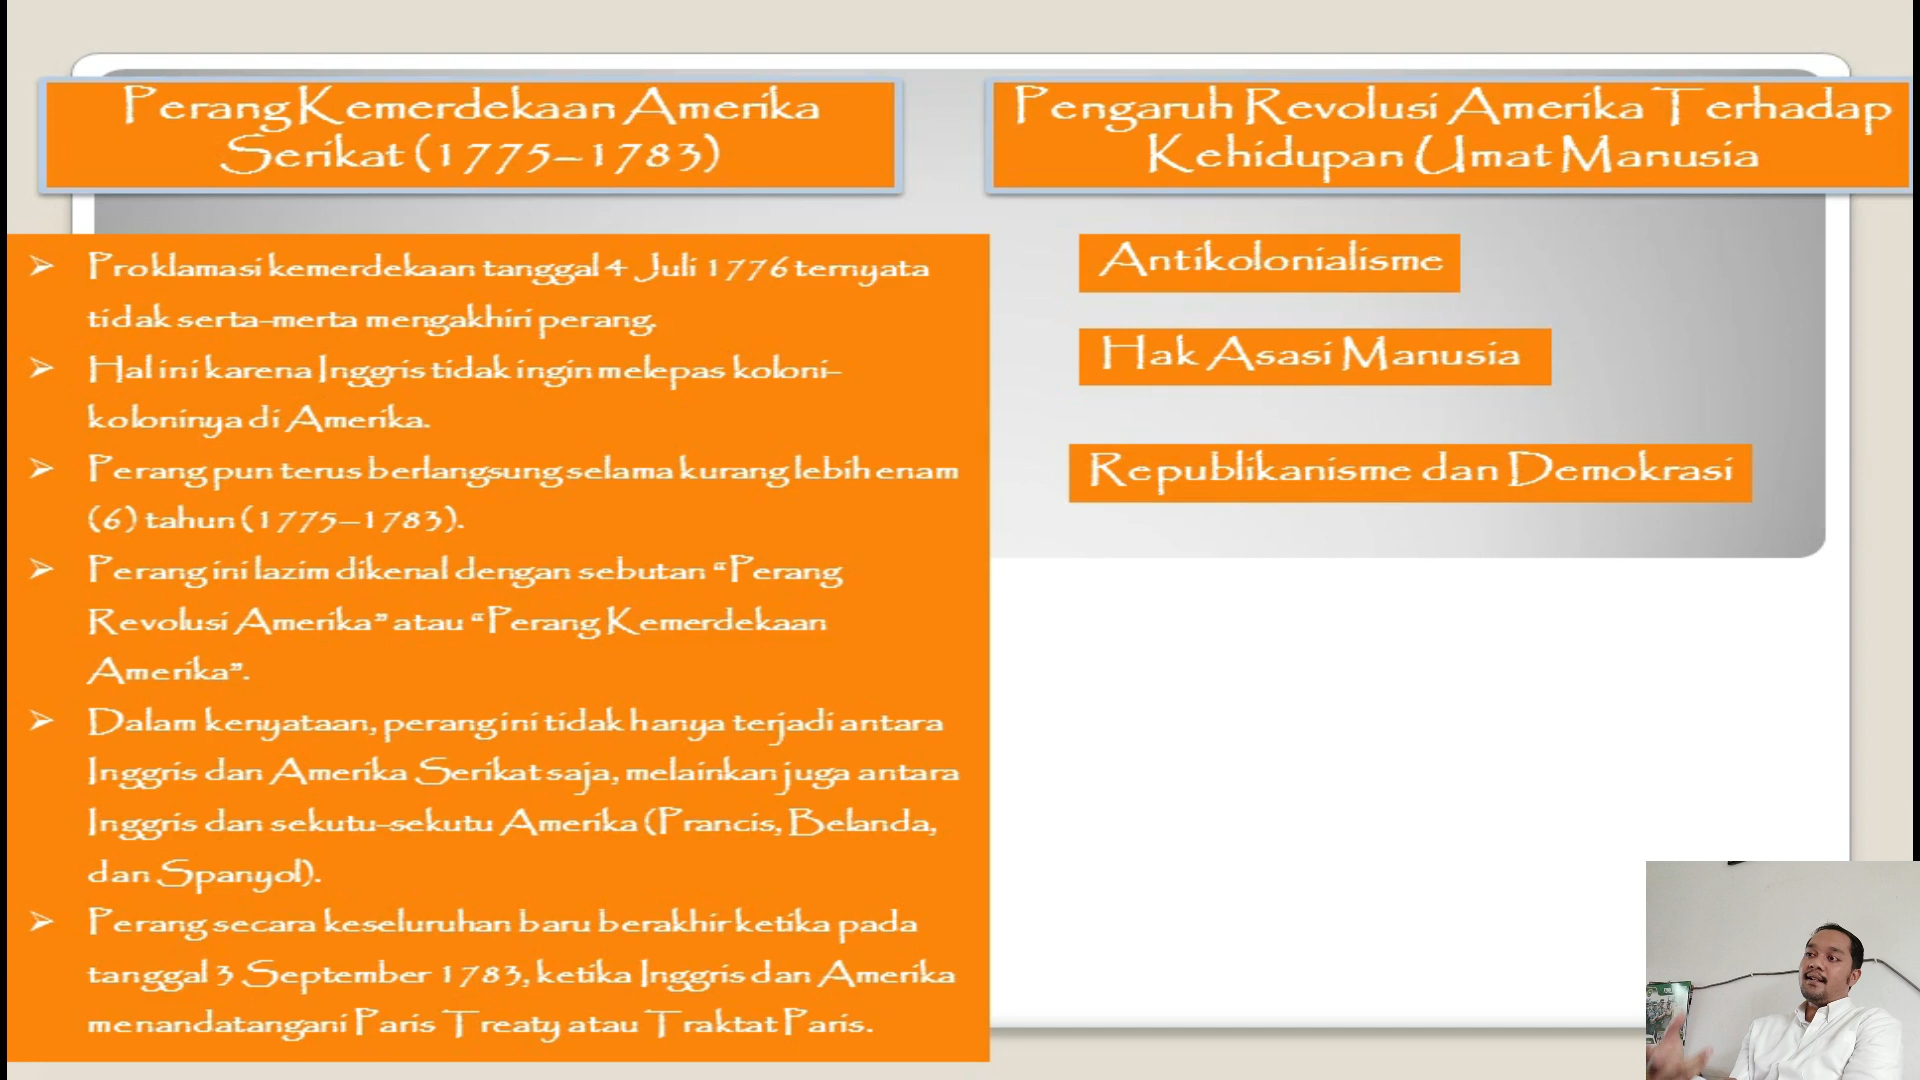 Perang Kemerdekaan Amerika
Serikat (1775–1783)
Proklamasi kemerdekaan tanggal 4 Juli 1776 ternyata
tidak serta-merta mengakhiri perang.
Hal ini karena Inggris tidak ingin melepas koloni-
koloninya di Amerika.
Perang pun terus berlangsung selama kurang lebih enam
(6) tahun (1775–1783).
Perang ini lazim dikenal dengan sebutan “Perang
Revolusi Amerika” atau “Perang Kemerdekaan
Amerika”.
Dalam kenyataan, perang ini tidak hanya terjadi antara
Inggris dan Amerika Serikat saja, melainkan juga antara
Inggris dan sekutu-sekutu Amerika (Prancis, Belanda,
dan Spanyol).
Perang secara keseluruhan baru berakhir ketika pada
tanggal 3 September 1783, ketika Inggris dan Amerika
menandatangani Paris Treaty atau Traktat Paris.
Pengaruh Revolusi Amerika Terhadap
Kehidupan Umat Manusia
Antikolonialisme
Hak Asasi Manusia
Republikanisme dan Demokrasi